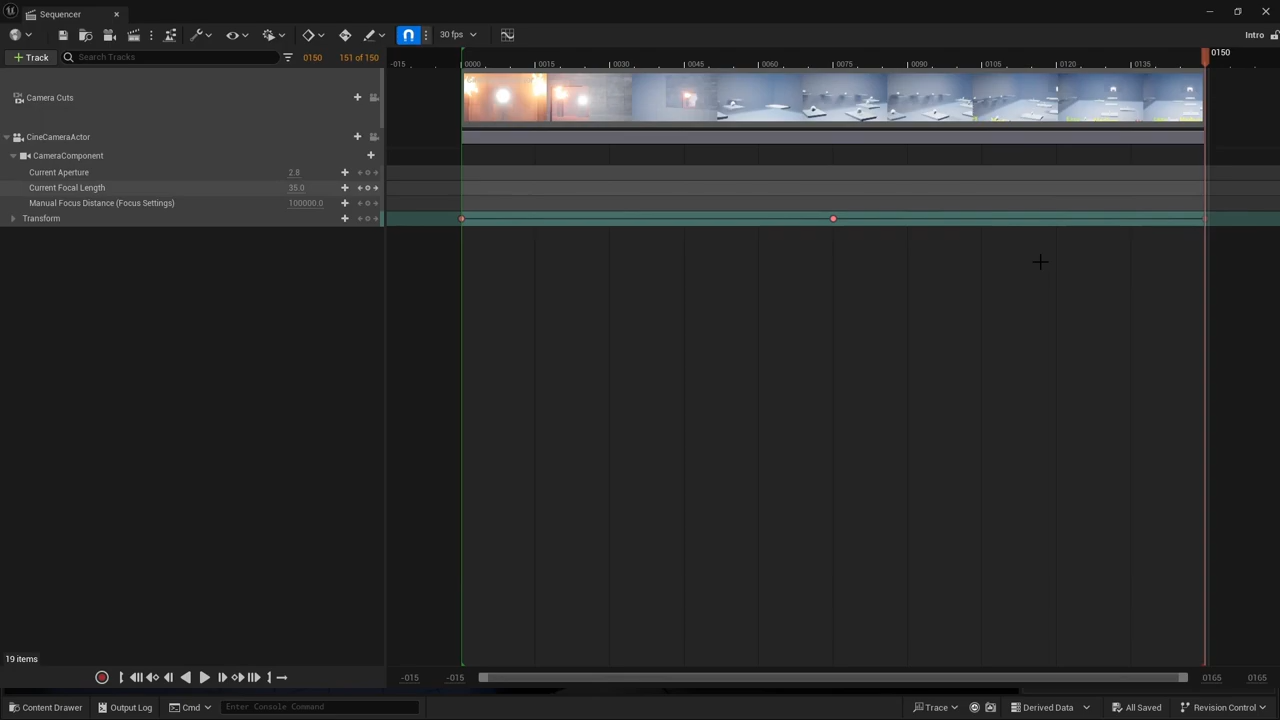 Sequencer
30 fps
Intro
Track
Search Tracks
0150
151 of 150
-015
0000
0015
0030
0045
0060
0075
0090
0105
0120
0135
0150
Camera Cuts
CineCameraActor
CameraComponent
Current Aperture
2.8
Current Focal Length
35.0
Manual Focus Distance (Focus Settings)
100000.0
Transform
19 items
-015
-015
0165
0165
Content Drawer
Output Log
Cmd
Enter Console Command
Trace
Derived Data
All Saved
Revision Control